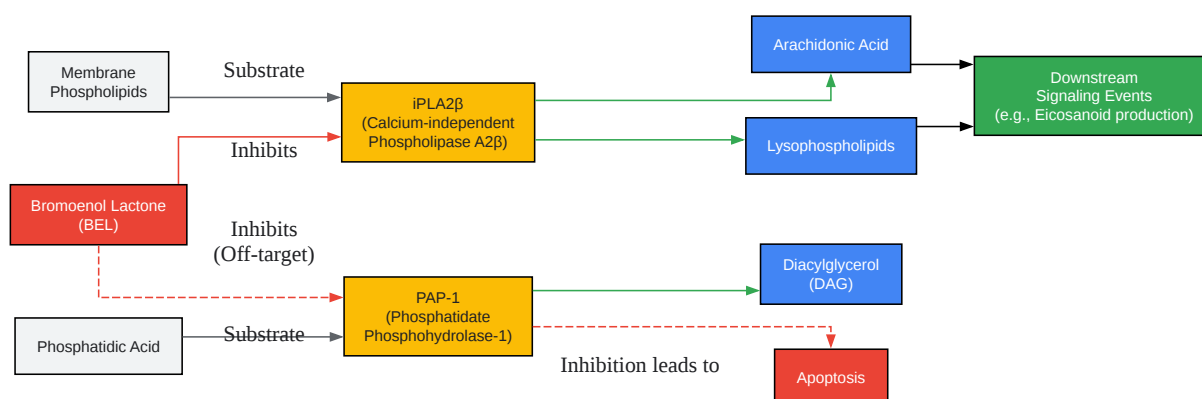 Membrane
Phospholipids
Substrate
iPLA2β
(Calcium-independent
Phospholipase A2β)
Arachidonic Acid
Lysophospholipids
Downstream
Signaling Events
(e.g., Eicosanoid production)
Inhibits
Bromoenol Lactone
(BEL)
Inhibits
(Off-target)
Phosphatidic Acid
Substrate
PAP-1
(Phosphatidate
Phosphohydrolase-1)
Diacylglycerol
(DAG)
Inhibition leads to
Apoptosis